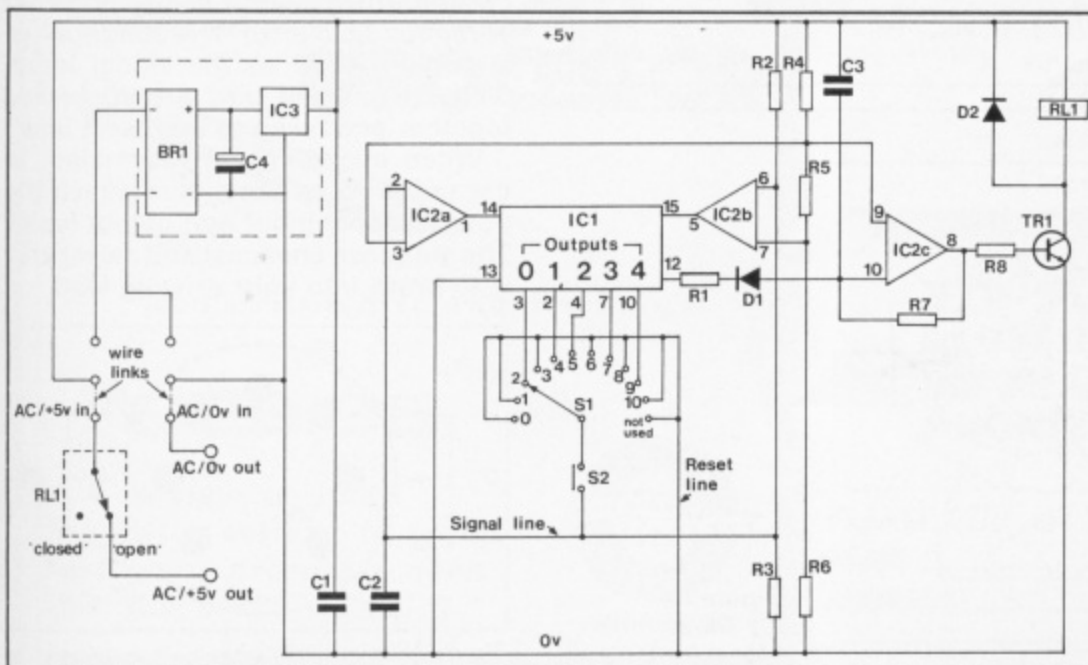 +5v
R2
R4
C3
IC3
D2
RL1
BR1
C4
R5
2
14
IC1
15
6
IC2a
IC2b
TR1
1
5
3
Outputs
7
9
8
13
0 1 2 3 4
12
IC2c
R8
10
R1
D1
3
2
4
7
10
R7
wire
links
2
3
4
5
6
7
8
9
10
1
0
S1
not
used
AC/+5v in
AC/0v in
AC/0v out
S2
Reset
line
RL1
Signal line
'closed'
'open'
C1
C2
R3
R6
AC/+5v out
0v